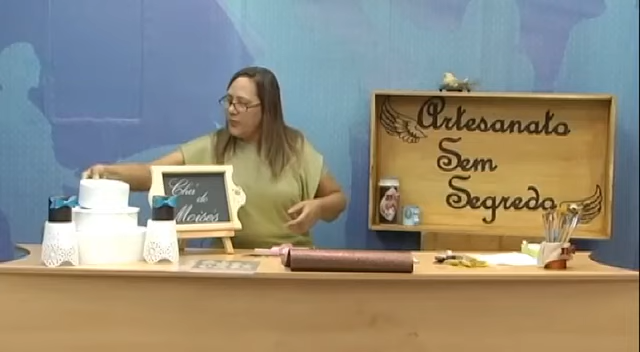 Chá
de
Moisés
Artesanato
Sem
Segredo